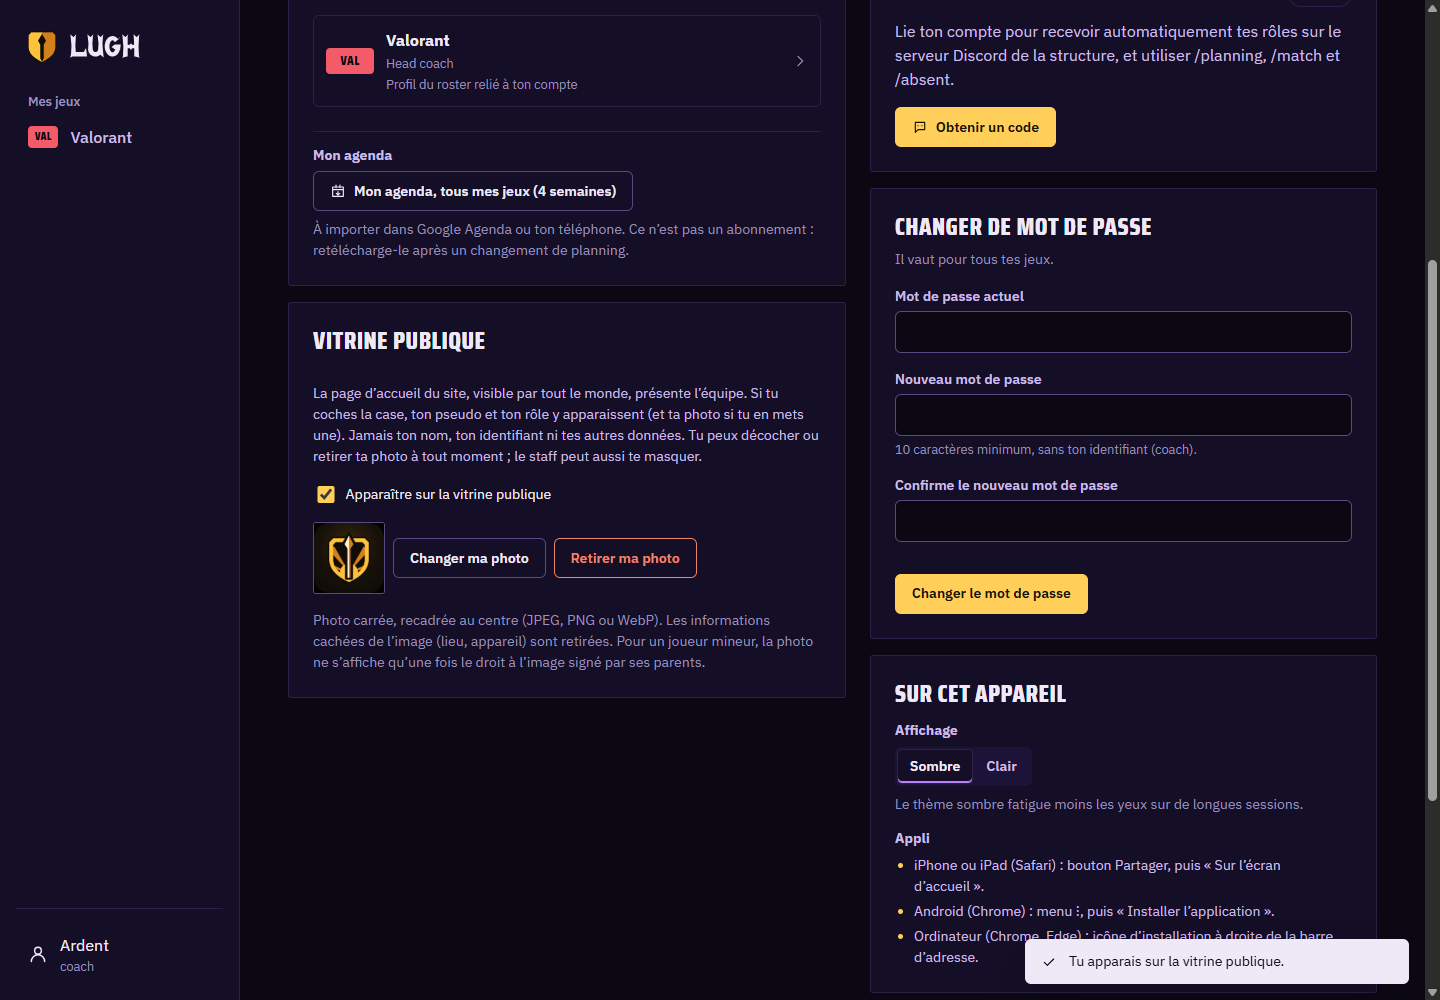 LUGH
Mes jeux
VAL Valorant
Ardent
coach
Valorant
VAL
Head coach
Profil du roster relié à ton compte
Mon agenda
Mon agenda, tous mes jeux (4 semaines)
À importer dans Google Agenda ou ton téléphone. Ce n’est pas un abonnement :
retélécharge-le après un changement de planning.
VITRINE PUBLIQUE
La page d’accueil du site, visible par tout le monde, présente l’équipe. Si tu
coches la case, ton pseudo et ton rôle y apparaissent (et ta photo si tu en mets
une). Jamais ton nom, ton identifiant ni tes autres données. Tu peux décocher ou
retirer ta photo à tout moment ; le staff peut aussi te masquer.
Apparaître sur la vitrine publique
Changer ma photo
Retirer ma photo
Photo carrée, recadrée au centre (JPEG, PNG ou WebP). Les informations
cachées de l’image (lieu, appareil) sont retirées. Pour un joueur mineur, la photo
ne s’affiche qu’une fois le droit à l’image signé par ses parents.
Lie ton compte pour recevoir automatiquement tes rôles sur le
serveur Discord de la structure, et utiliser /planning, /match et
/absent.
Obtenir un code
CHANGER DE MOT DE PASSE
Il vaut pour tous tes jeux.
Mot de passe actuel
Nouveau mot de passe
10 caractères minimum, sans ton identifiant (coach).
Confirme le nouveau mot de passe
Changer le mot de passe
SUR CET APPAREIL
Affichage
Sombre Clair
Le thème sombre fatigue moins les yeux sur de longues sessions.
Appli
• iPhone ou iPad (Safari) : bouton Partager, puis « Sur l’écran
d’accueil ».
• Android (Chrome) : menu ⋮, puis « Installer l’application ».
• Ordinateur (Chrome, Edge) : icône d’installation à droite de la barre
d’adresse.
Tu apparais sur la vitrine publique.